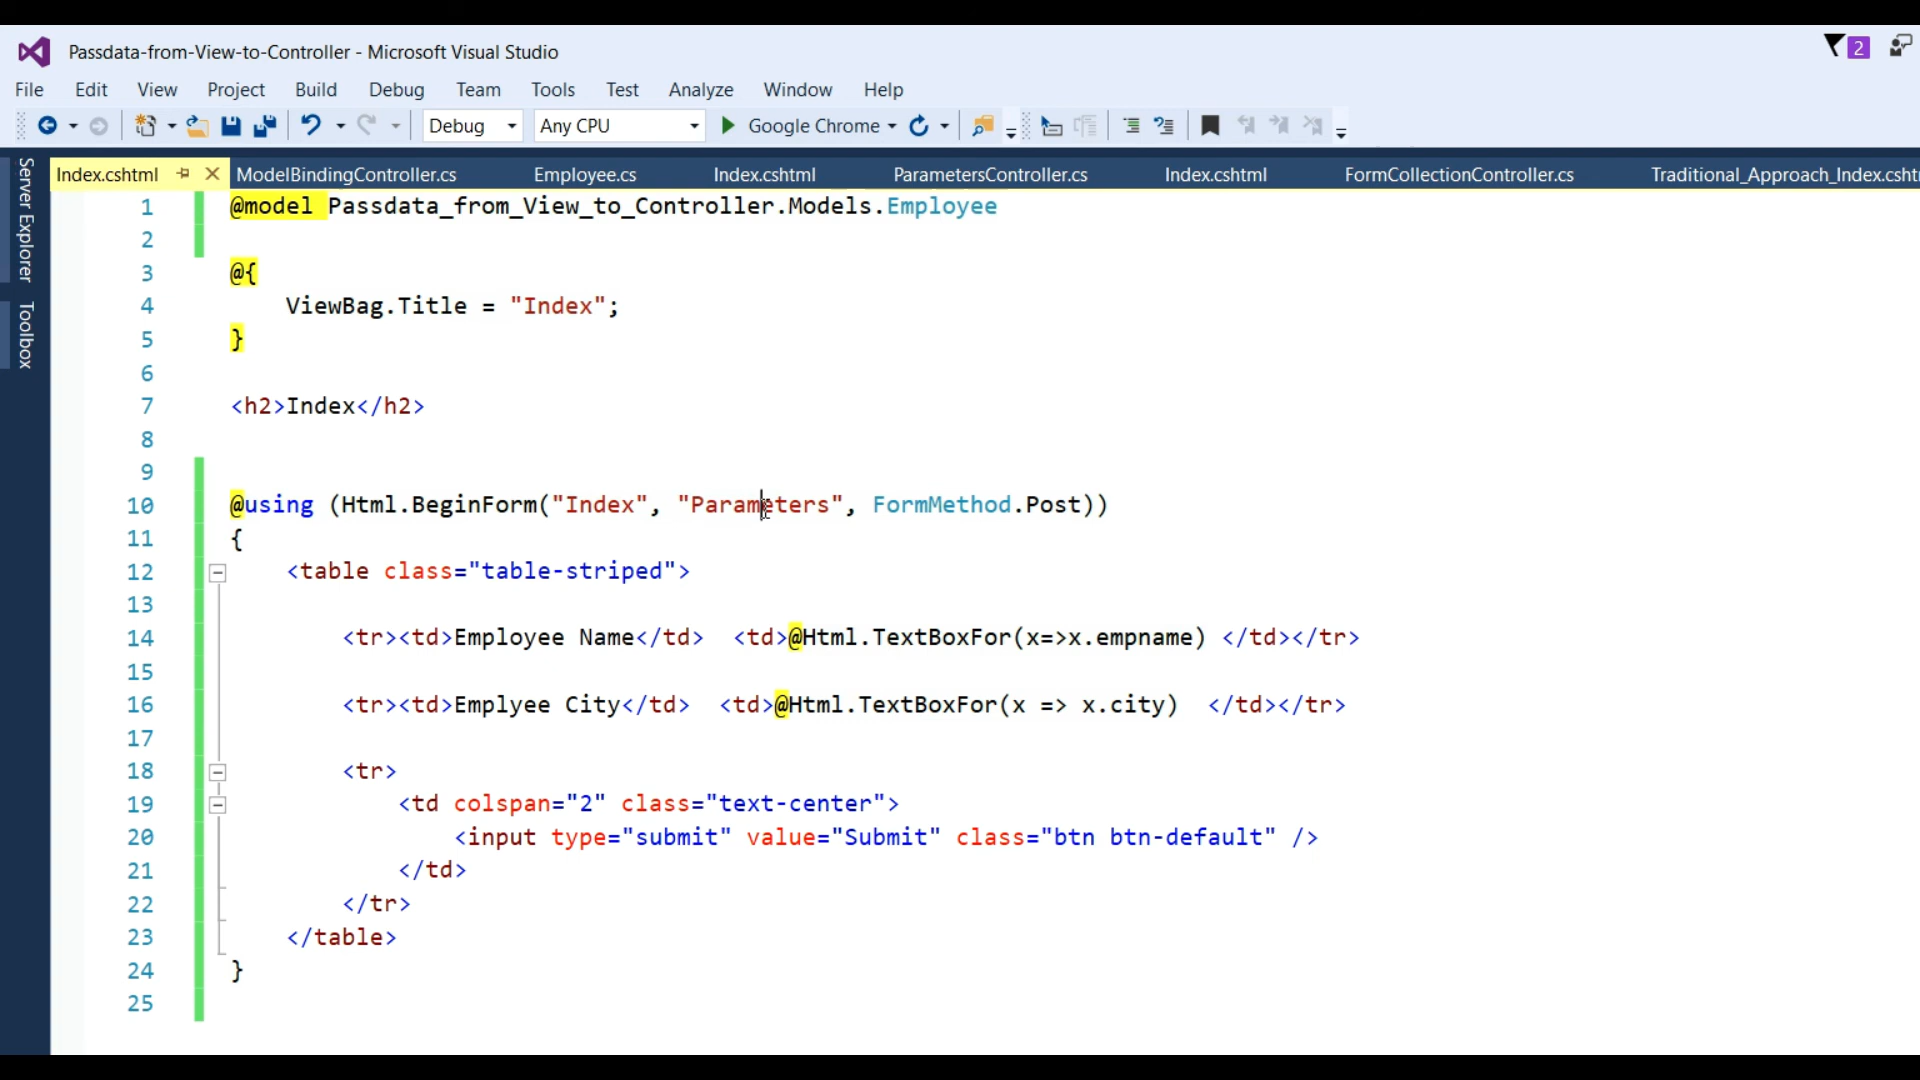 Passdata-from-View-to-Controller - Microsoft Visual Studio
2
File Edit View Project Build Debug Team Tools Test Analyze Window Help
Debug Any CPU Google Chrome
Server Explorer
Toolbox
Index.cshtml ModelBindingController.cs Employee.cs Index.cshtml ParametersController.cs Index.cshtml FormCollectionController.cs Traditional_Approach_Index.csht
1 @model Passdata_from_View_to_Controller.Models.Employee
2
3 @{
4 ViewBag.Title = "Index";
5 }
6
7 <h2>Index</h2>
8
9
10 @using (Html.BeginForm("Index", "Parameters", FormMethod.Post))
11 {
12 <table class="table-striped">
13
14 <tr><td>Employee Name</td> <td>@Html.TextBoxFor(x=>x.empname) </td></tr>
15
16 <tr><td>Emplyee City</td> <td>@Html.TextBoxFor(x => x.city) </td></tr>
17
18 <tr>
19 <td colspan="2" class="text-center">
20 <input type="submit" value="Submit" class="btn btn-default" />
21 </td>
22 </tr>
23 </table>
24 }
25